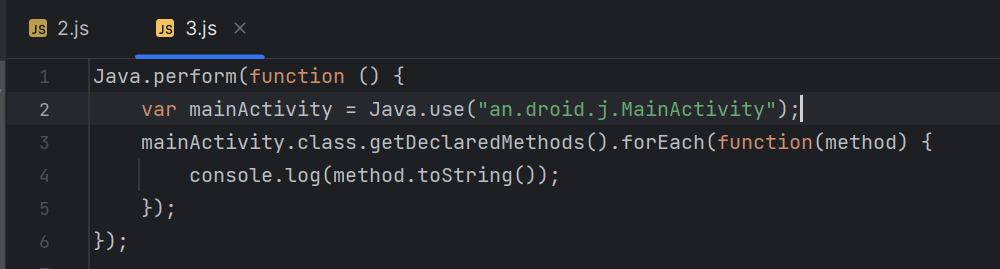 JS 2.js JS 3.js ×
1 Java.perform(function () {
2     var mainActivity = Java.use("an.droid.j.MainActivity");
3     mainActivity.class.getDeclaredMethods().forEach(function(method) {
4         console.log(method.toString());
5     });
6 });